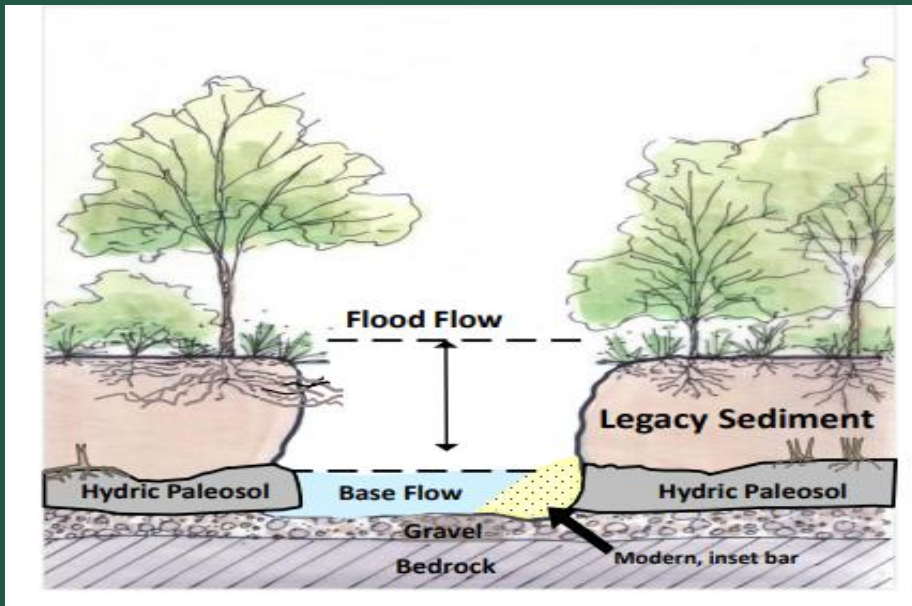 Flood Flow
Legacy Sediment
Hydric Paleosol
Base Flow
Hydric Paleosol
Gravel
Modern, inset bar
Bedrock